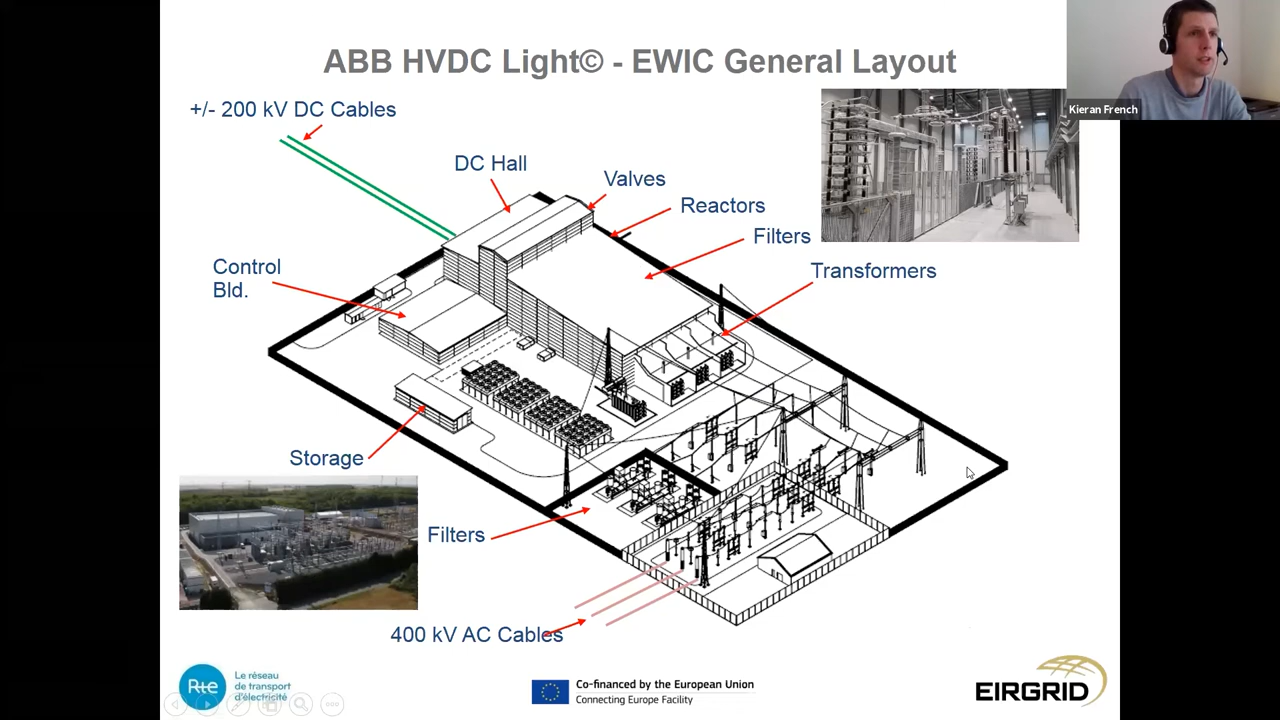 ABB HVDC Light© - EWIC General Layout
Kieran French
+/- 200 kV DC Cables
DC Hall
Valves
Reactors
Filters
Transformers
Control
Bld.
Storage
Filters
400 kV AC Cables
Rte
Le réseau
de transport
d'électricité
Co-financed by the European Union
Connecting Europe Facility
EIRGRID